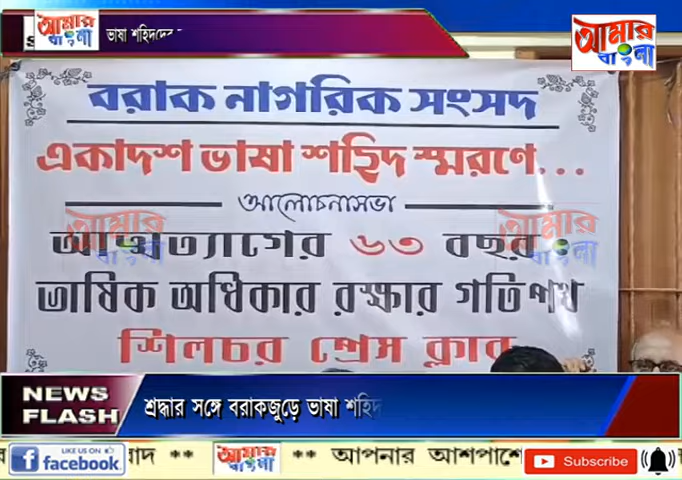 আমার বাংলা
ভাষা শহিদদের
আমার বাংলা
বরাক নাগরিক সংসদ
একাদশ ভাষা শহিদ স্মরণে...
আলোচনাসভা
আত্মত্যাগের ৬৩ বছর :
ভাষিক অধিকার রক্ষার গতিপথ
শিলচর প্রেস ক্লাব
আমার বাংলা
আমার বাংলা
NEWS FLASH
শ্রদ্ধার সঙ্গে বরাকজুড়ে ভাষা শহিদ
LIKE US ON
facebook.
াদ ** আমার বাংলা ** আপনার আশপাশে
Subscribe